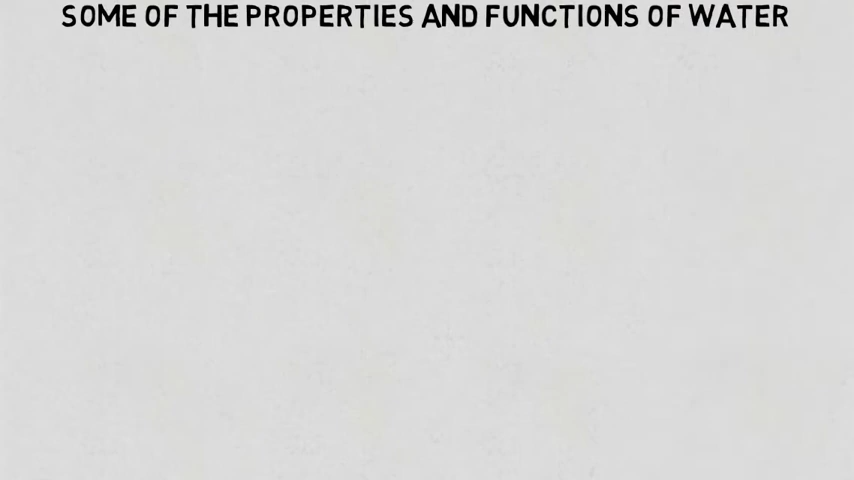 SOME OF THE PROPERTIES AND FUNCTIONS OF WATER